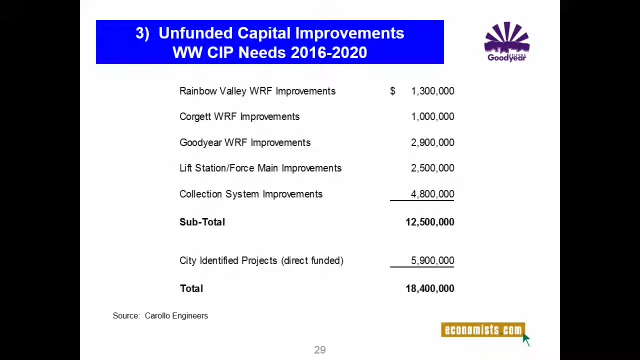 3) Unfunded Capital Improvements
WW CIP Needs 2016-2020
Goodyear
Rainbow Valley WRF Improvements $ 1,300,000
Corgett WRF Improvements 1,000,000
Goodyear WRF Improvements 2,900,000
Lift Station/Force Main Improvements 2,500,000
Collection System Improvements 4,800,000
Sub-Total 12,500,000
City Identified Projects (direct funded) 5,900,000
Total 18,400,000
Source: Carollo Engineers
economists.com
29